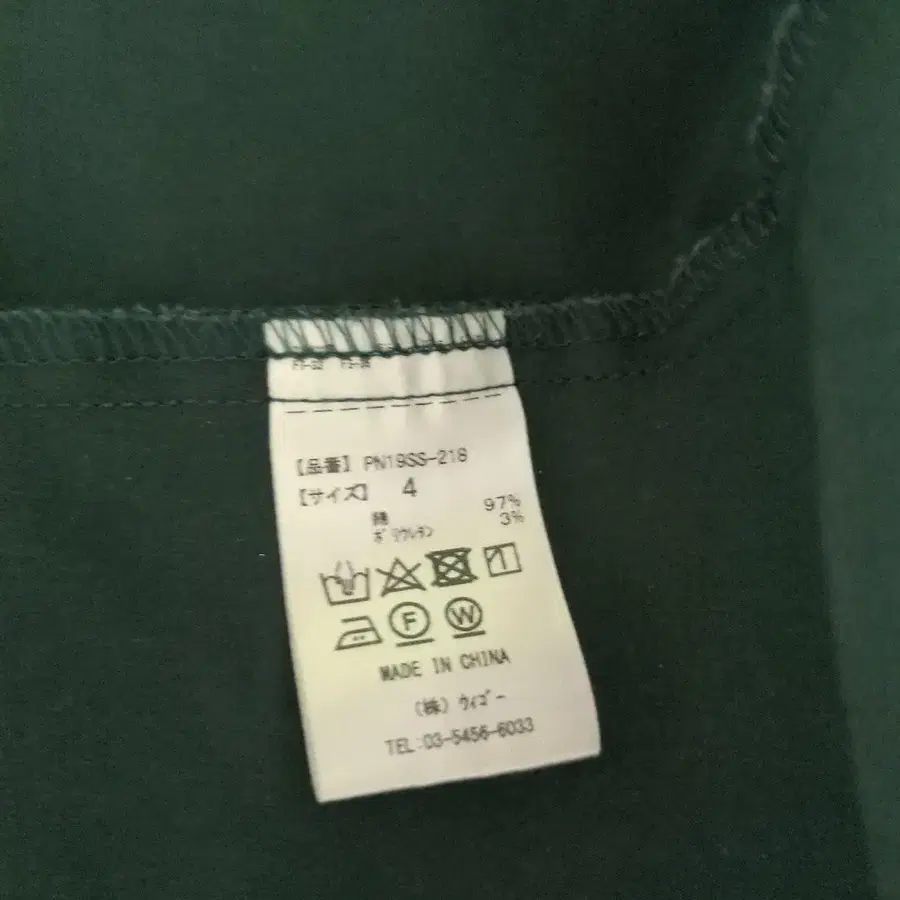 【品番】 PN19SS-218
【サイズ】 4
綿 97%
ポリウレタン 3%
F
W
MADE IN CHINA
(株) ウィゴー
TEL:03-5456-6033